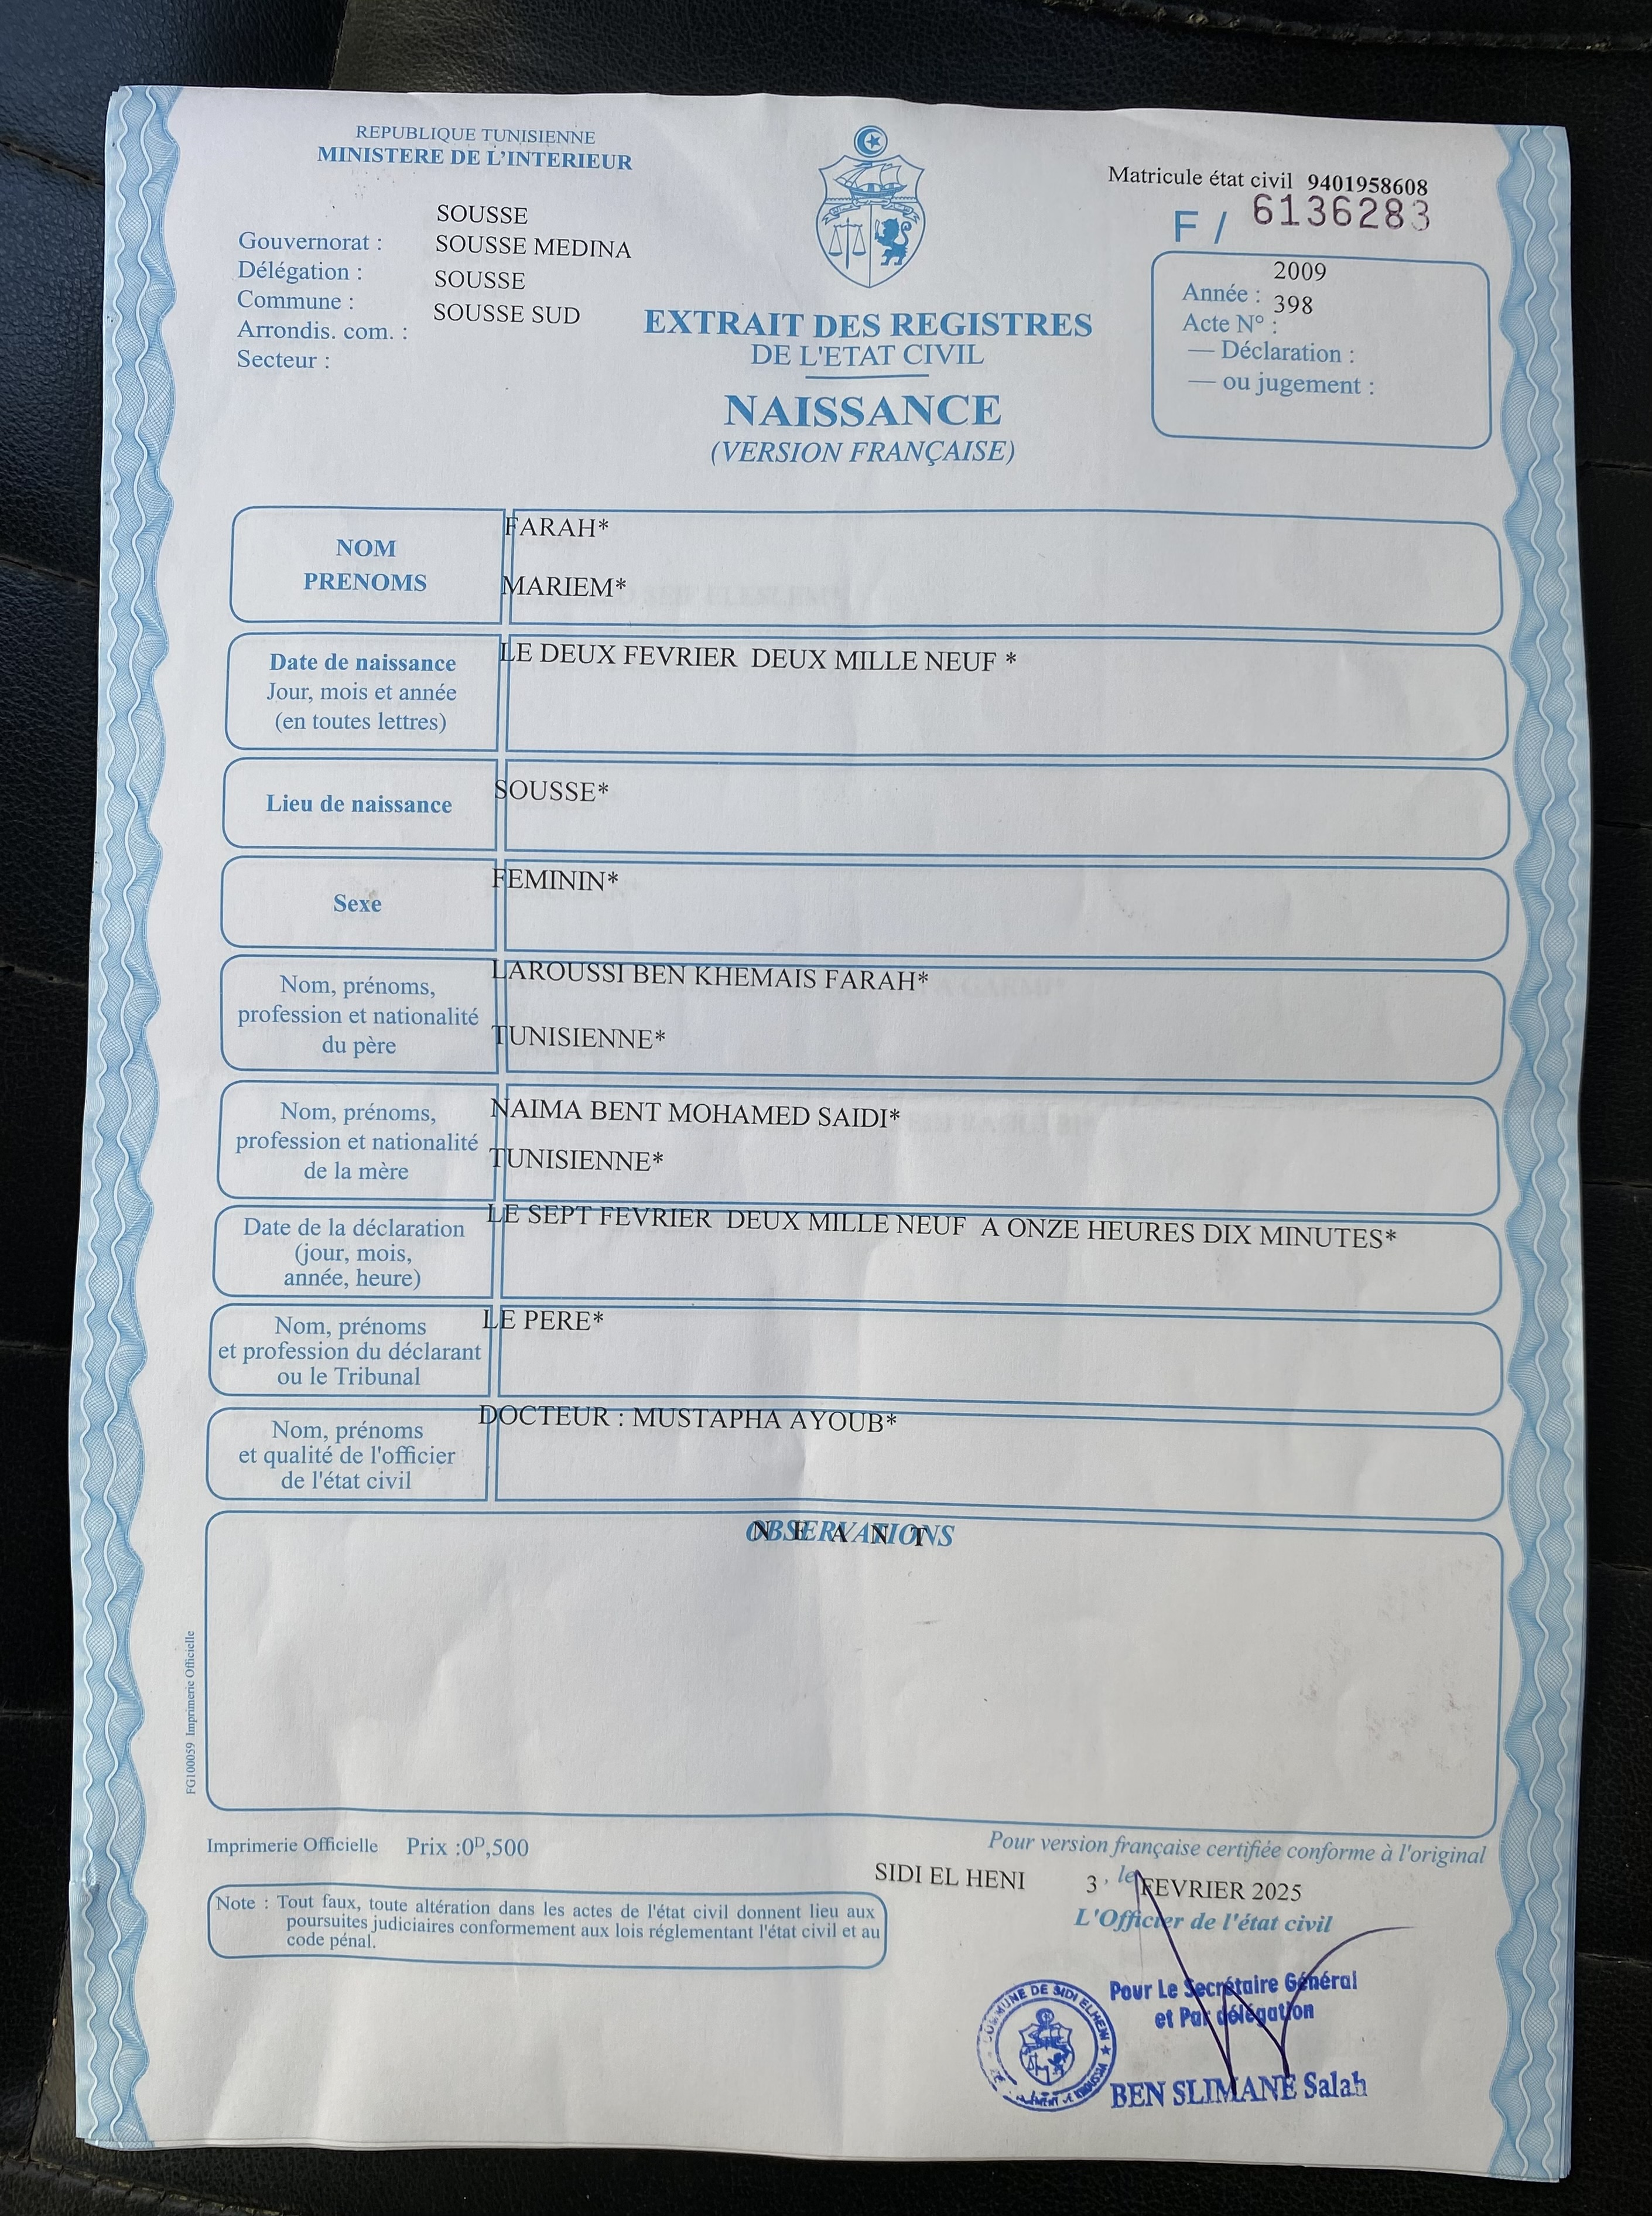 REPUBLIQUE TUNISIENNE
MINISTERE DE L'INTERIEUR
Matricule état civil 9401958608
F / 6136283
SOUSSE
Gouvernorat : SOUSSE MEDINA
Délégation : SOUSSE
Commune : SOUSSE SUD
Arrondis. com. :
Secteur :
2009
Année : 398
Acte N° :
— Déclaration :
— ou jugement :
EXTRAIT DES REGISTRES
DE L'ETAT CIVIL
NAISSANCE
(VERSION FRANÇAISE)
NOM
PRENOMS
FARAH*
MARIEM*
Date de naissance
Jour, mois et année
(en toutes lettres)
LE DEUX FEVRIER DEUX MILLE NEUF *
Lieu de naissance
SOUSSE*
Sexe
FEMININ*
Nom, prénoms,
profession et nationalité
du père
LAROUSSI BEN KHEMAIS FARAH*
TUNISIENNE*
Nom, prénoms,
profession et nationalité
de la mère
NAIMA BENT MOHAMED SAIDI*
TUNISIENNE*
Date de la déclaration
(jour, mois,
année, heure)
LE SEPT FEVRIER DEUX MILLE NEUF A ONZE HEURES DIX MINUTES*
Nom, prénoms
et profession du déclarant
ou le Tribunal
LE PERE*
Nom, prénoms
et qualité de l'officier
de l'état civil
DOCTEUR : MUSTAPHA AYOUB*
OBSERVATIONS
N E A N T
FG100059 Imprimerie Officielle
Imprimerie Officielle Prix :0D,500
Pour version française certifiée conforme à l'original
SIDI EL HENI 3 , le FEVRIER 2025
L'Officier de l'état civil
Note : Tout faux, toute altération dans les actes de l'état civil donnent lieu aux
poursuites judiciaires conformement aux lois réglementant l'état civil et au
code pénal.
Pour Le Secrétaire Général
et Par délégation
BEN SLIMANE Salah
COMMUNE DE SIDI ELHENI